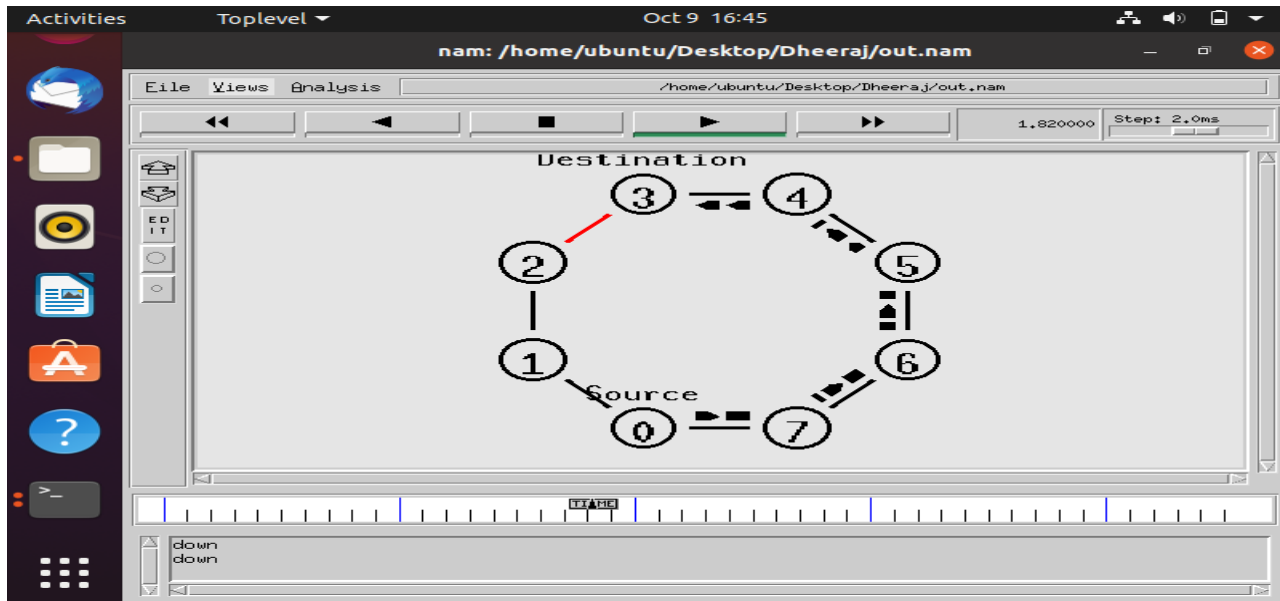 Activities Toplevel Oct 9 16:45
nam: /home/ubuntu/Desktop/Dheeraj/out.nam
File Views Analysis /home/ubuntu/Desktop/Dheeraj/out.nam
1.820000 Step: 2.0ms
ED
IT
Destination
3 4
2 5
1 6
Source
0 7
TIME
down
down